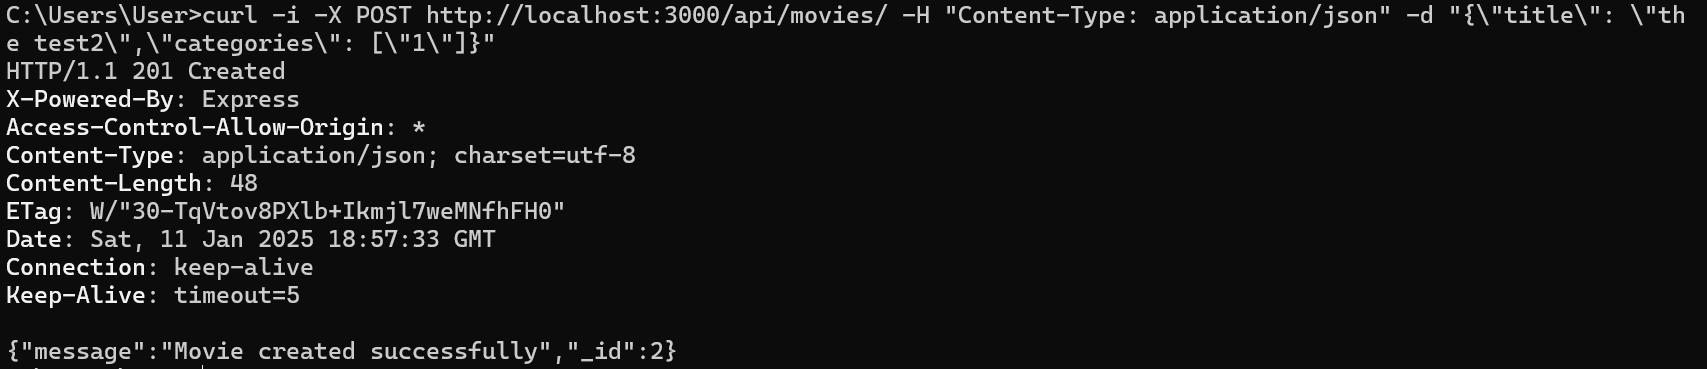 C:\Users\User>curl -i -X POST http://localhost:3000/api/movies/ -H "Content-Type: application/json" -d "{\"title\": \"th
e test2\",\"categories\": [\"1\"]}"
HTTP/1.1 201 Created
X-Powered-By: Express
Access-Control-Allow-Origin: *
Content-Type: application/json; charset=utf-8
Content-Length: 48
ETag: W/"30-TqVtov8PXlb+Ikmjl7weMNfhFH0"
Date: Sat, 11 Jan 2025 18:57:33 GMT
Connection: keep-alive
Keep-Alive: timeout=5

{"message":"Movie created successfully","_id":2}